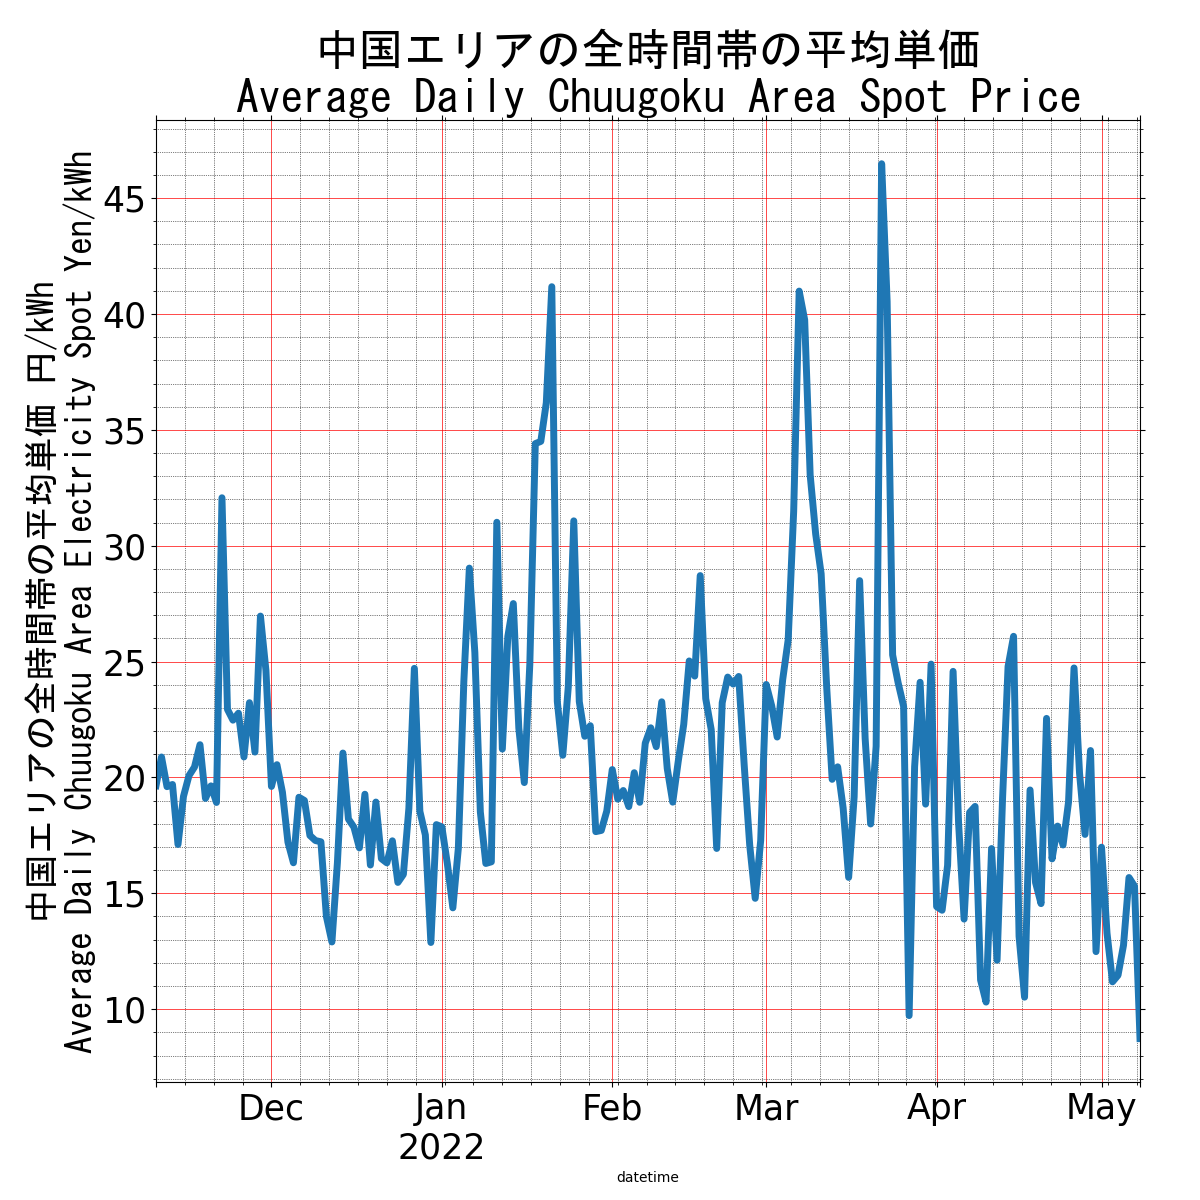 中国エリアの全時間帯の平均単価
Average Daily Chuugoku Area Spot Price
中国エリアの全時間帯の平均単価 円/kWh
Average Daily Chuugoku Area Electricity Spot Yen/kWh
45
40
35
30
25
20
15
10
Dec
Jan
2022
Feb
Mar
Apr
May
datetime